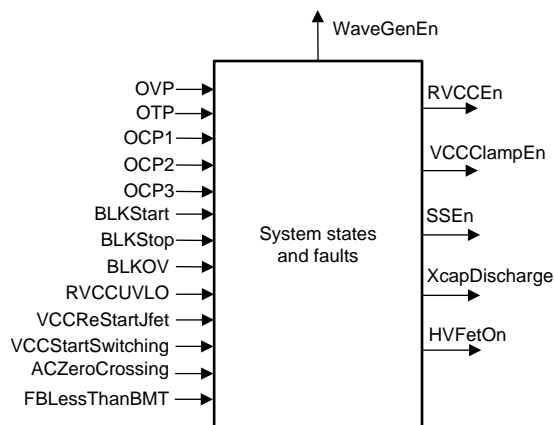 WaveGenEn
OVP
OTP
OCP1
OCP2
OCP3
BLKStart
BLKStop
BLKOV
RVCCUVLO
VCCReStartJfet
VCCStartSwitching
ACZeroCrossing
FBLessThanBMT
System states
and faults
RVCCEn
VCCClampEn
SSEn
XcapDischarge
HVFetOn